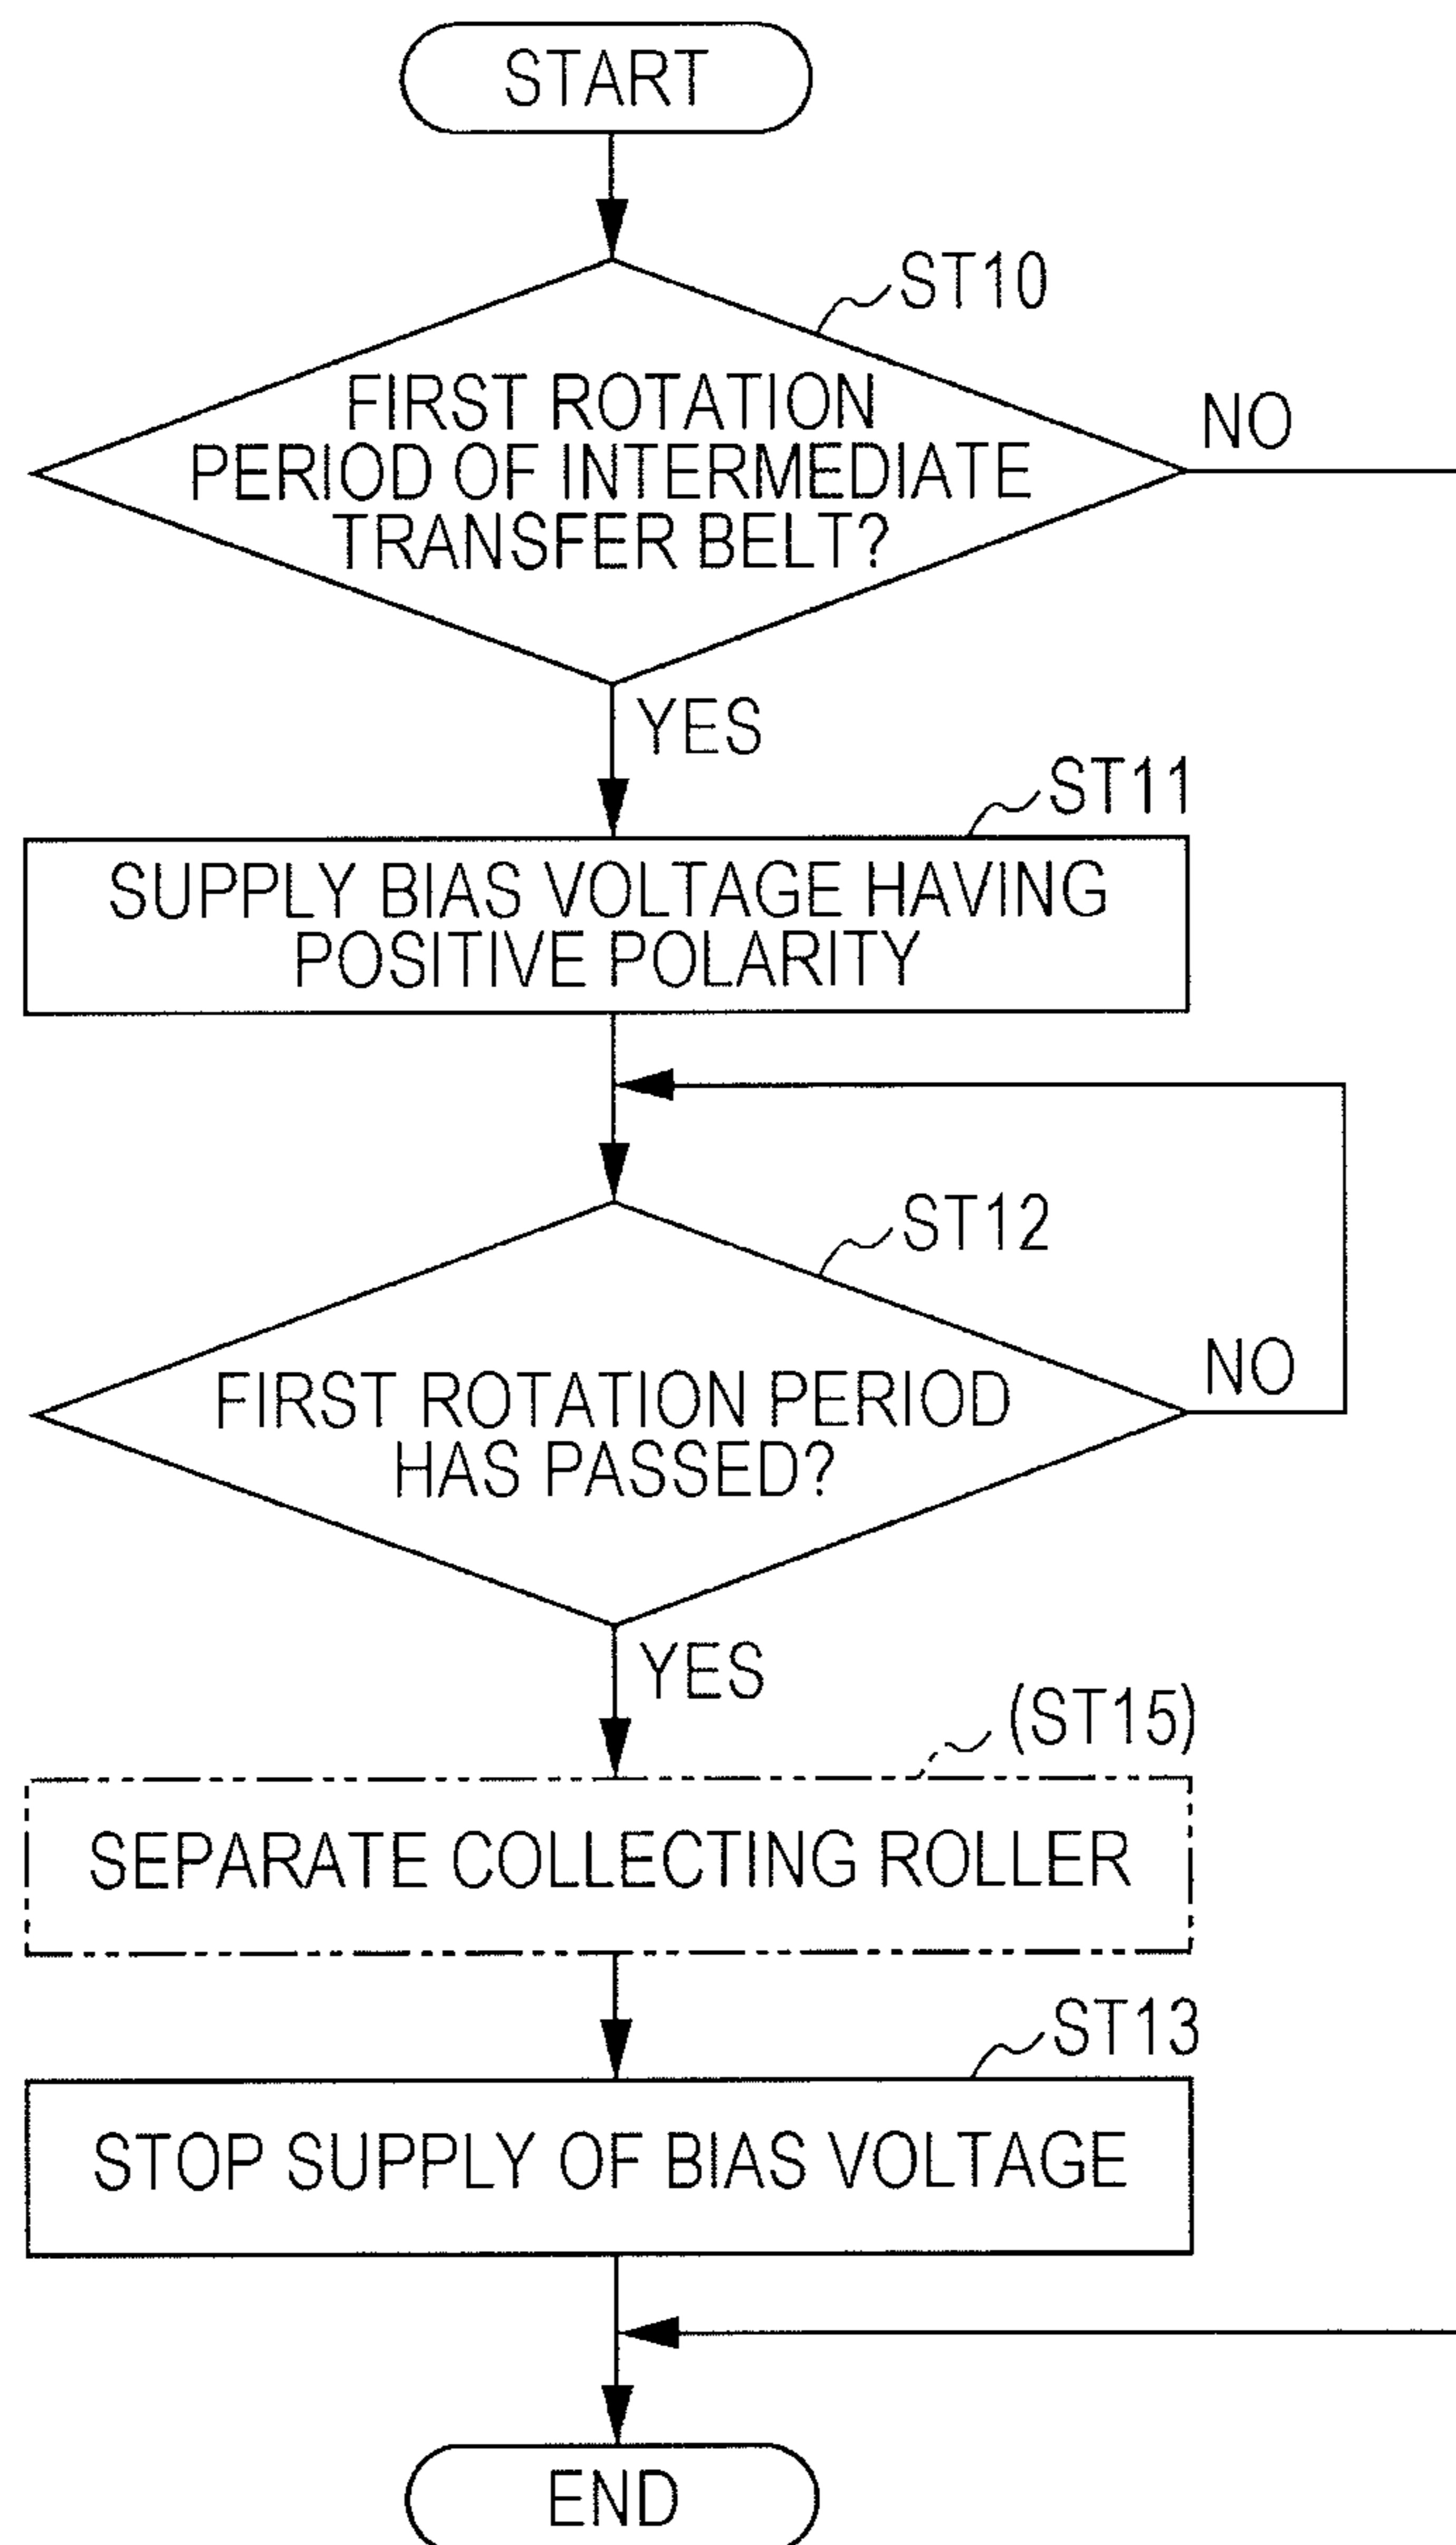 START
ST10
FIRST ROTATION
PERIOD OF INTERMEDIATE
TRANSFER BELT?
NO
YES
ST11
SUPPLY BIAS VOLTAGE HAVING
POSITIVE POLARITY
ST12
FIRST ROTATION PERIOD
HAS PASSED?
NO
YES
(ST15)
SEPARATE COLLECTING ROLLER
ST13
STOP SUPPLY OF BIAS VOLTAGE
END